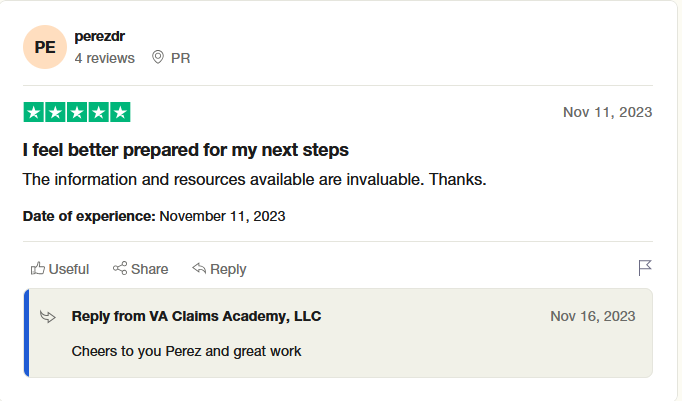 PE
perezdr
4 reviews PR
Nov 11, 2023
I feel better prepared for my next steps
The information and resources available are invaluable. Thanks.
Date of experience: November 11, 2023
Useful Share Reply
Reply from VA Claims Academy, LLC Nov 16, 2023
Cheers to you Perez and great work